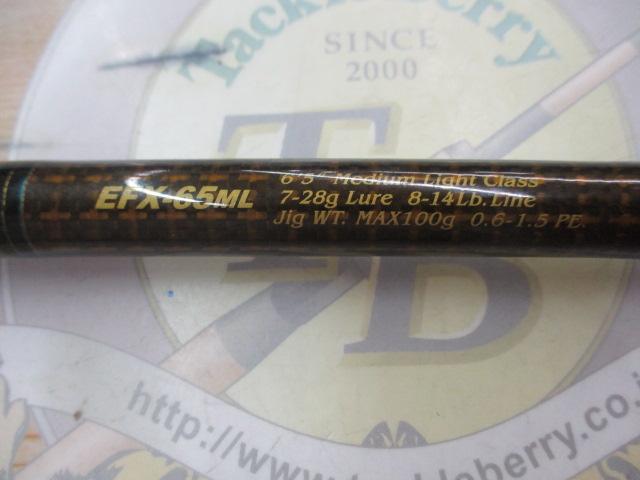 Tackleberry
SINCE
2000
TB
EFX-65ML
6'5" Medium Light Class
7-28g Lure 8-14Lb.Line
Jig WT. MAX100g 0.6-1.5 PE.
http://www.tackleberry.co.j